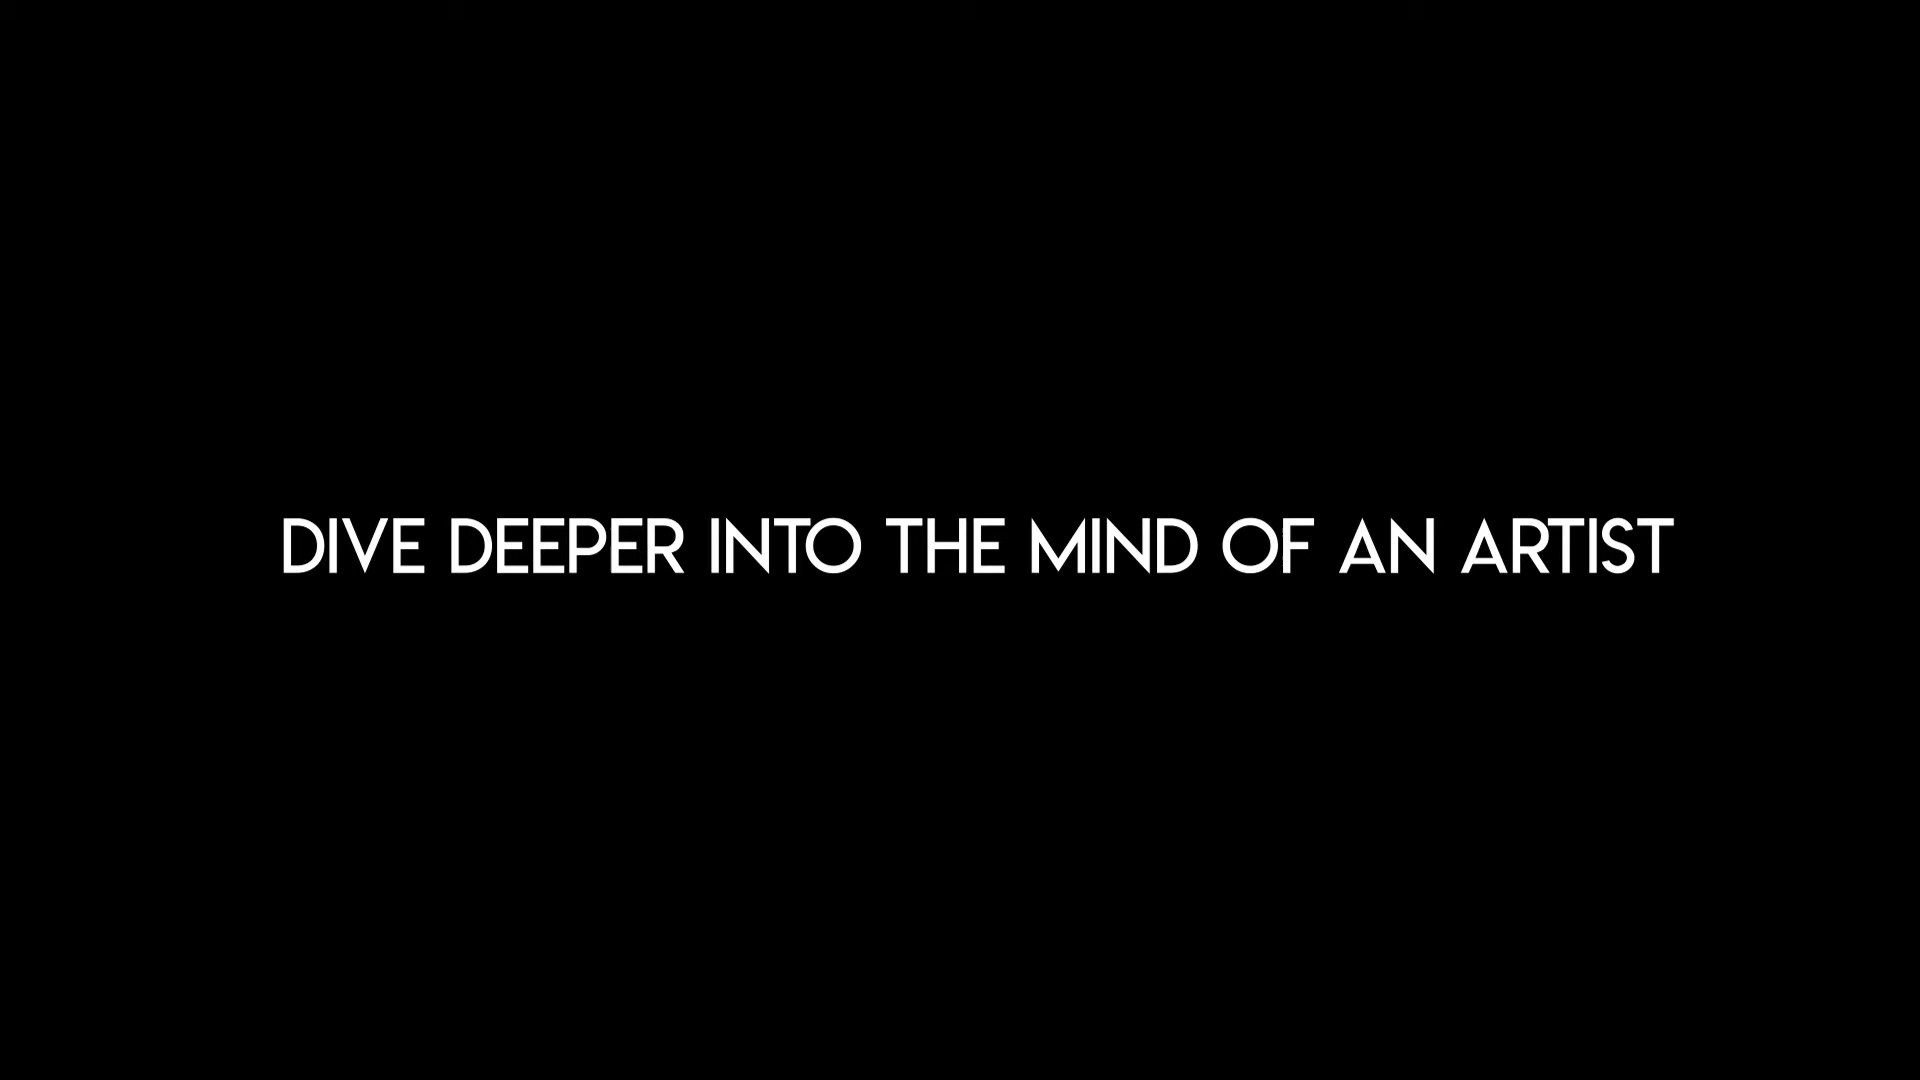 DIVE DEEPER INTO THE MIND OF AN ARTIST